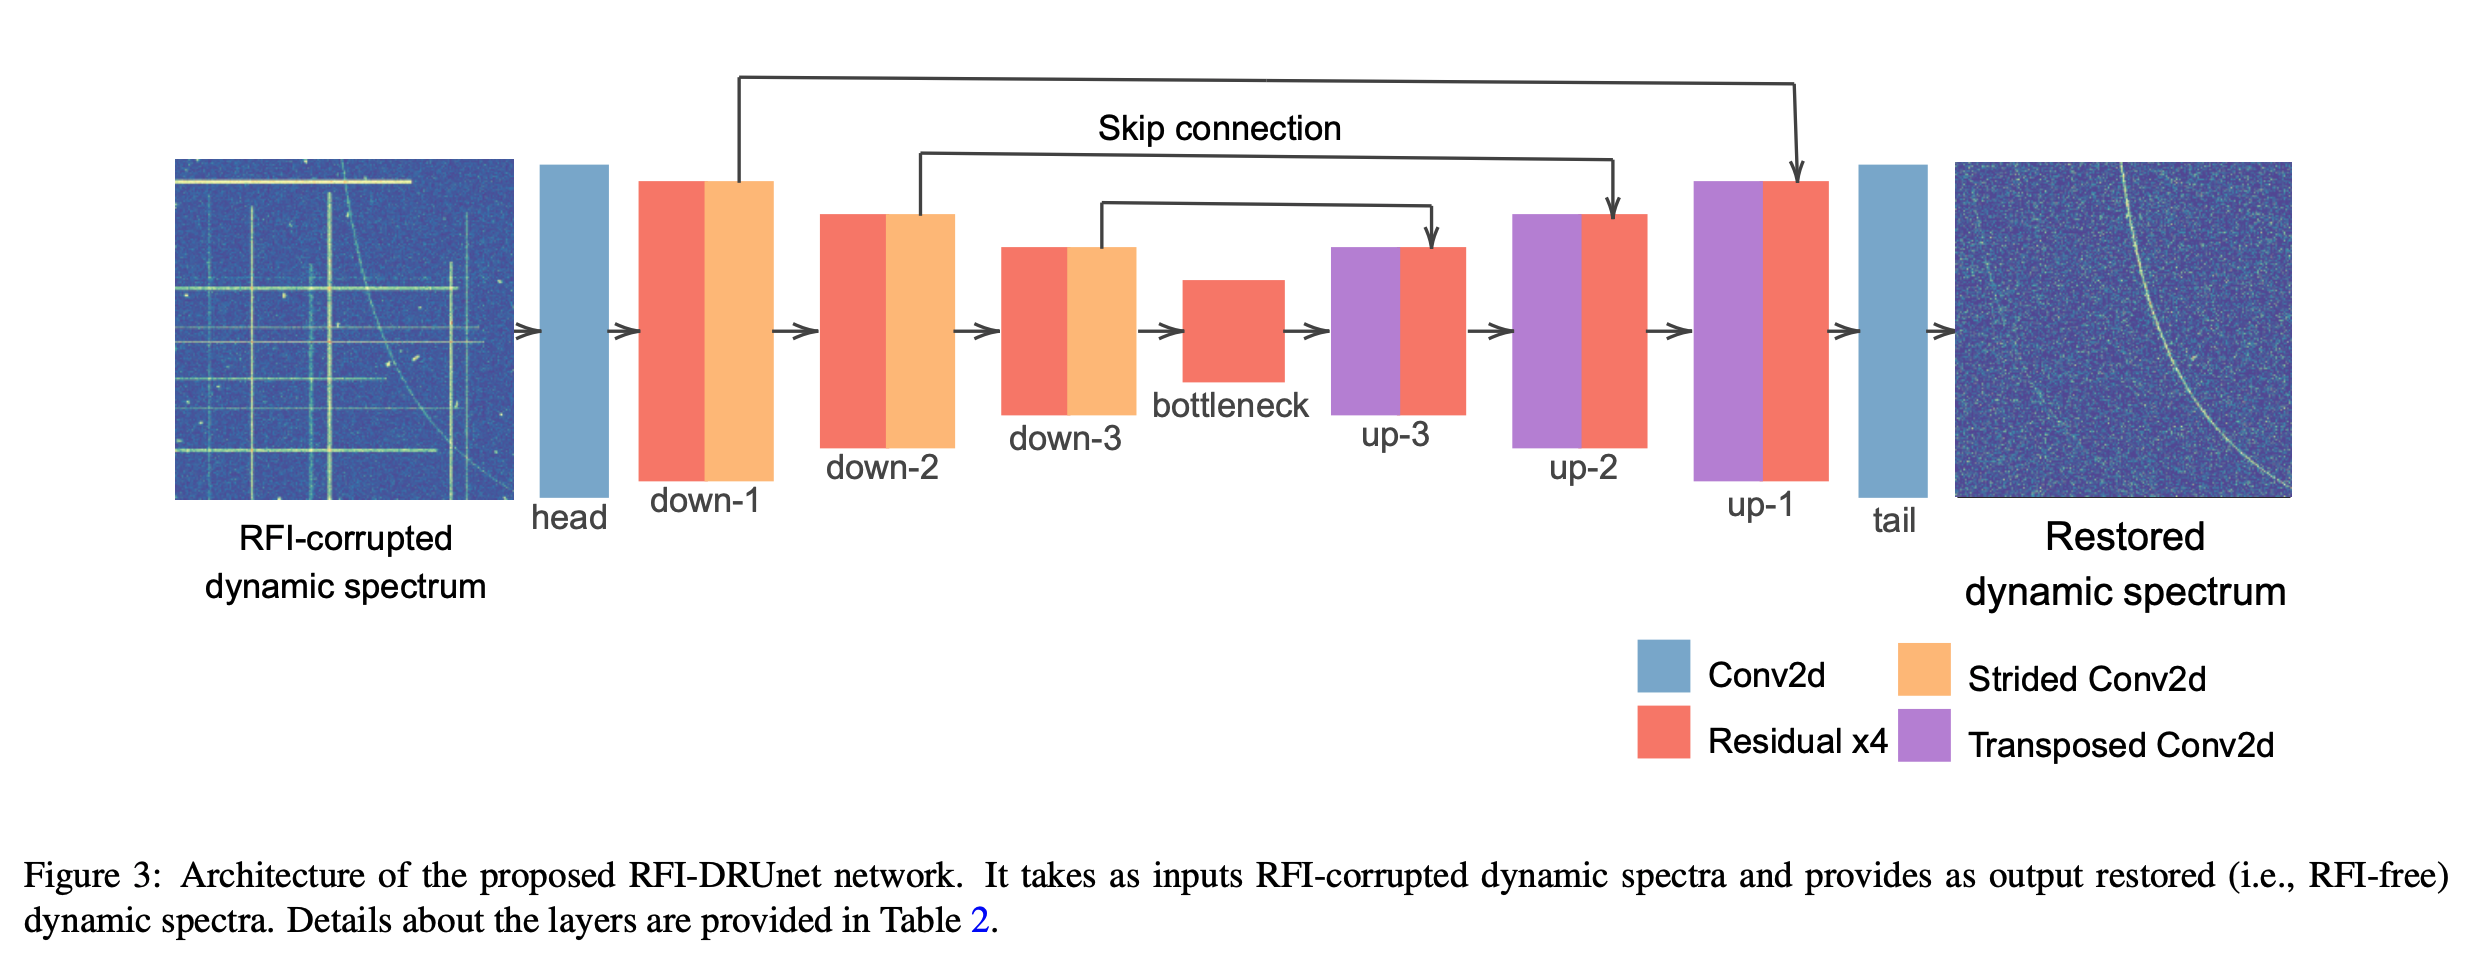 Skip connection
head
down-1
down-2
down-3
bottleneck
up-3
up-2
up-1
tail
RFI-corrupted
dynamic spectrum
Restored
dynamic spectrum
Conv2d
Strided Conv2d
Residual x4
Transposed Conv2d
Figure 3: Architecture of the proposed RFI-DRUnet network. It takes as inputs RFI-corrupted dynamic spectra and provides as output restored (i.e., RFI-free)
dynamic spectra. Details about the layers are provided in Table 2.